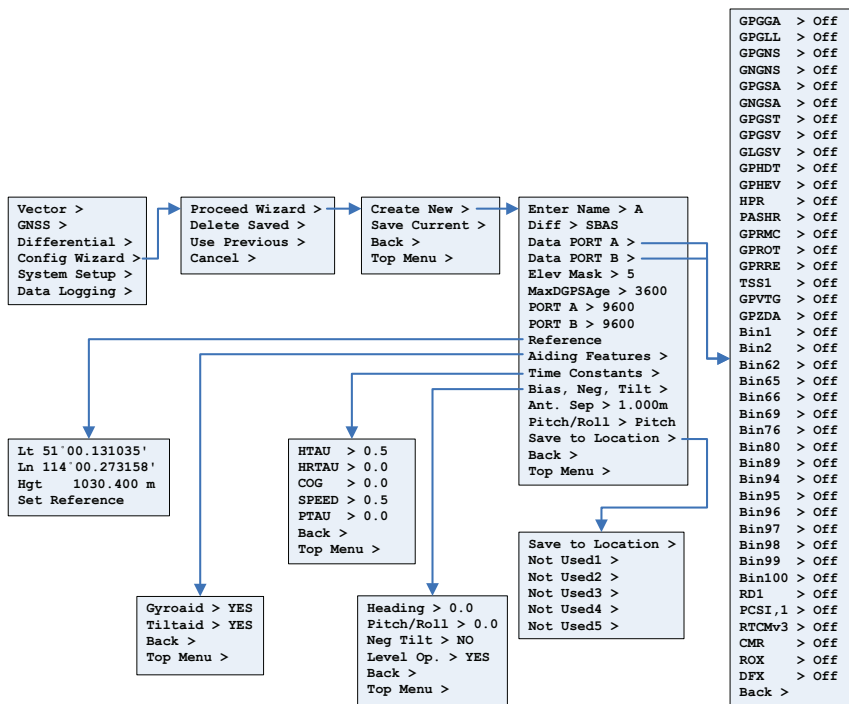 Vector >
GNSS >
Differential >
Config Wizard >
System Setup >
Data Logging >
Proceed Wizard >
Delete Saved >
Use Previous >
Cancel >
Create New >
Save Current >
Back >
Top Menu >
Enter Name > A
Diff > SBAS
Data PORT A >
Data PORT B >
Elev Mask > 5
MaxDGPSAge > 3600
PORT A > 9600
PORT B > 9600
Reference
Aiding Features >
Time Constants >
Bias, Neg, Tilt >
Ant. Sep > 1.000m
Pitch/Roll > Pitch
Save to Location >
Back >
Top Menu >
GPGGA > Off
GPGLL > Off
GPGNS > Off
GNGNS > Off
GPGSA > Off
GNGSA > Off
GPGST > Off
GPGSV > Off
GLGSV > Off
GPHDT > Off
GPHEV > Off
HPR > Off
PASHR > Off
GPRMC > Off
GPROT > Off
GPRRE > Off
TSS1 > Off
GPVTG > Off
GPZDA > Off
Bin1 > Off
Bin2 > Off
Bin62 > Off
Bin65 > Off
Bin66 > Off
Bin69 > Off
Bin76 > Off
Bin80 > Off
Bin89 > Off
Bin94 > Off
Bin95 > Off
Bin96 > Off
Bin97 > Off
Bin98 > Off
Bin99 > Off
Bin100 > Off
RD1 > Off
PCSI,1 > Off
RTCMv3 > Off
CMR > Off
ROX > Off
DFX > Off
Back >
Lt 51°00.131035'
Ln 114°00.273158'
Hgt 1030.400 m
Set Reference
HTAU > 0.5
HRTAU > 0.0
COG > 0.0
SPEED > 0.5
PTAU > 0.0
Back >
Top Menu >
Save to Location >
Not Used1 >
Not Used2 >
Not Used3 >
Not Used4 >
Not Used5 >
Gyroaid > YES
Tiltaid > YES
Back >
Top Menu >
Heading > 0.0
Pitch/Roll > 0.0
Neg Tilt > NO
Level Op. > YES
Back >
Top Menu >